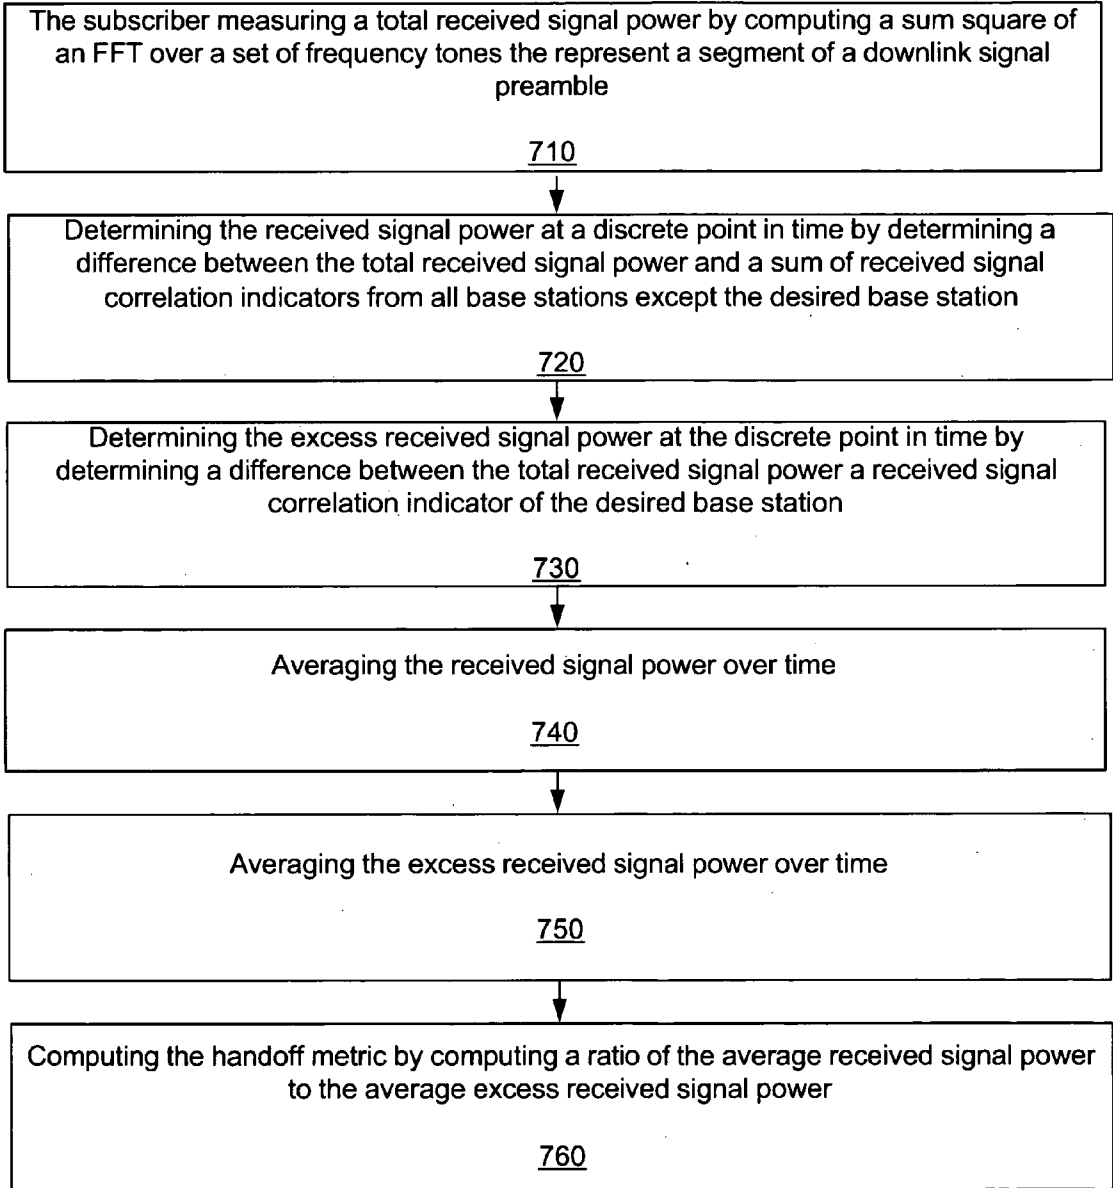 The subscriber measuring a total received signal power by computing a sum square of
an FFT over a set of frequency tones the represent a segment of a downlink signal
preamble
710
Determining the received signal power at a discrete point in time by determining a
difference between the total received signal power and a sum of received signal
correlation indicators from all base stations except the desired base station
720
Determining the excess received signal power at the discrete point in time by
determining a difference between the total received signal power a received signal
correlation indicator of the desired base station
730
Averaging the received signal power over time
740
Averaging the excess received signal power over time
750
Computing the handoff metric by computing a ratio of the average received signal power
to the average excess received signal power
760